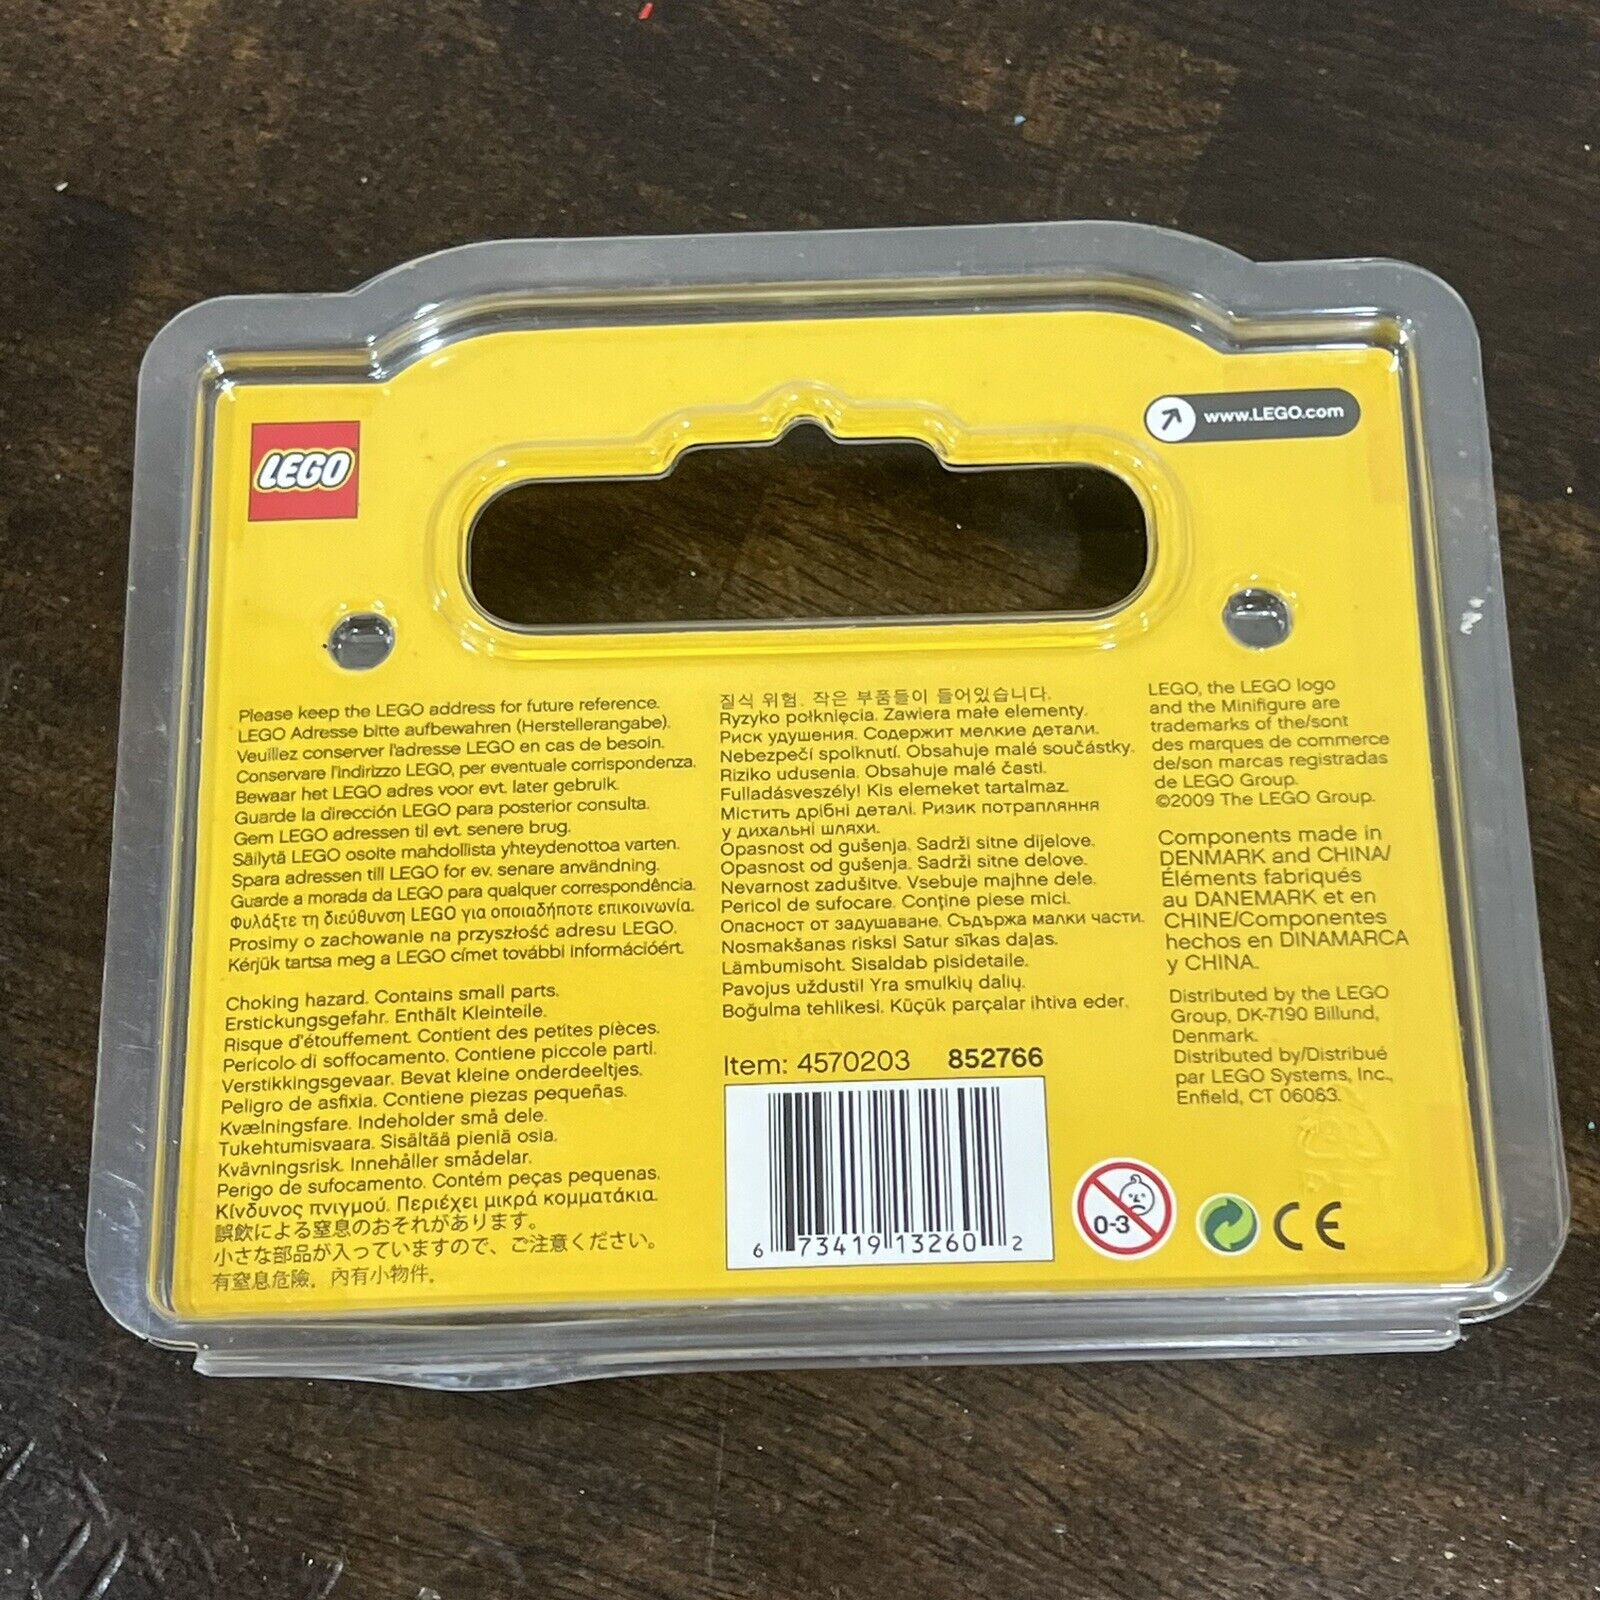 LEGO
www.LEGO.com
Please keep the LEGO address for future reference.
LEGO Adresse bitte aufbewahren (Herstellerangabe).
Veuillez conserver l'adresse LEGO en cas de besoin.
Conservare l'indirizzo LEGO, per eventuale corrispondenza.
Bewaar het LEGO adres voor evt. later gebruik.
Guarde la dirección LEGO para posterior consulta.
Gem LEGO adressen til evt. senere brug.
Säilytä LEGO osoite mahdollista yhteydenottoa varten.
Spara adressen till LEGO for ev. senare användning.
Guarde a morada da LEGO para qualquer correspondência.
Φυλάξτε τη διεύθυνση LEGO για οποιαδήποτε επικοινωνία.
Prosimy o zachowanie na przyszłość adresu LEGO.
Kérjük tartsa meg a LEGO címet további információért.
Choking hazard. Contains small parts.
Erstickungsgefahr. Enthält Kleinteile.
Risque d'étouffement. Contient des petites pièces.
Pericolo di soffocamento. Contiene piccole parti.
Verstikkingsgevaar. Bevat kleine onderdeeltjes.
Peligro de asfixia. Contiene piezas pequeñas.
Kvælningsfare. Indeholder små dele.
Tukehtumisvaara. Sisältää pieniä osia.
Kvävningsrisk. Innehåller smådelar.
Perigo de sufocamento. Contém peças pequenas.
Κίνδυνος πνιγμού. Περιέχει μικρά κομματάκια.
誤飲による窒息のおそれがあります。
小さな部品が入っていますので、ご注意ください。
有窒息危險。內有小物件。
질식 위험. 작은 부품들이 들어있습니다.
Ryzyko połknięcia. Zawiera małe elementy.
Риск удушения. Содержит мелкие детали.
Nebezpečí spolknutí. Obsahuje malé součástky.
Riziko udusenia. Obsahuje malé časti.
Fulladásveszély! Kis elemeket tartalmaz.
Містить дрібні деталі. Ризик потрапляння
у дихальні шляхи.
Opasnost od gušenja. Sadrži sitne dijelove.
Opasnost od gušenja. Sadrži sitne delove.
Nevarnost zadušitve. Vsebuje majhne dele.
Pericol de sufocare. Conţine piese mici.
Опасност от задушаване. Съдържа малки части.
Nosmakšanas risks! Satur sīkas daļas.
Lämbumisoht. Sisaldab pisidetaile.
Pavojus uždusti! Yra smulkių dalių.
Boğulma tehlikesi. Küçük parçalar ihtiva eder.
Item: 4570203 852766
6 73419 13260 2
LEGO, the LEGO logo
and the Minifigure are
trademarks of the/sont
des marques de commerce
de/son marcas registradas
de LEGO Group.
©2009 The LEGO Group.
Components made in
DENMARK and CHINA/
Éléments fabriqués
au DANEMARK et en
CHINE/Componentes
hechos en DINAMARCA
y CHINA.
Distributed by the LEGO
Group, DK-7190 Billund,
Denmark.
Distributed by/Distribué
par LEGO Systems, Inc.,
Enfield, CT 06083.
0-3
CE